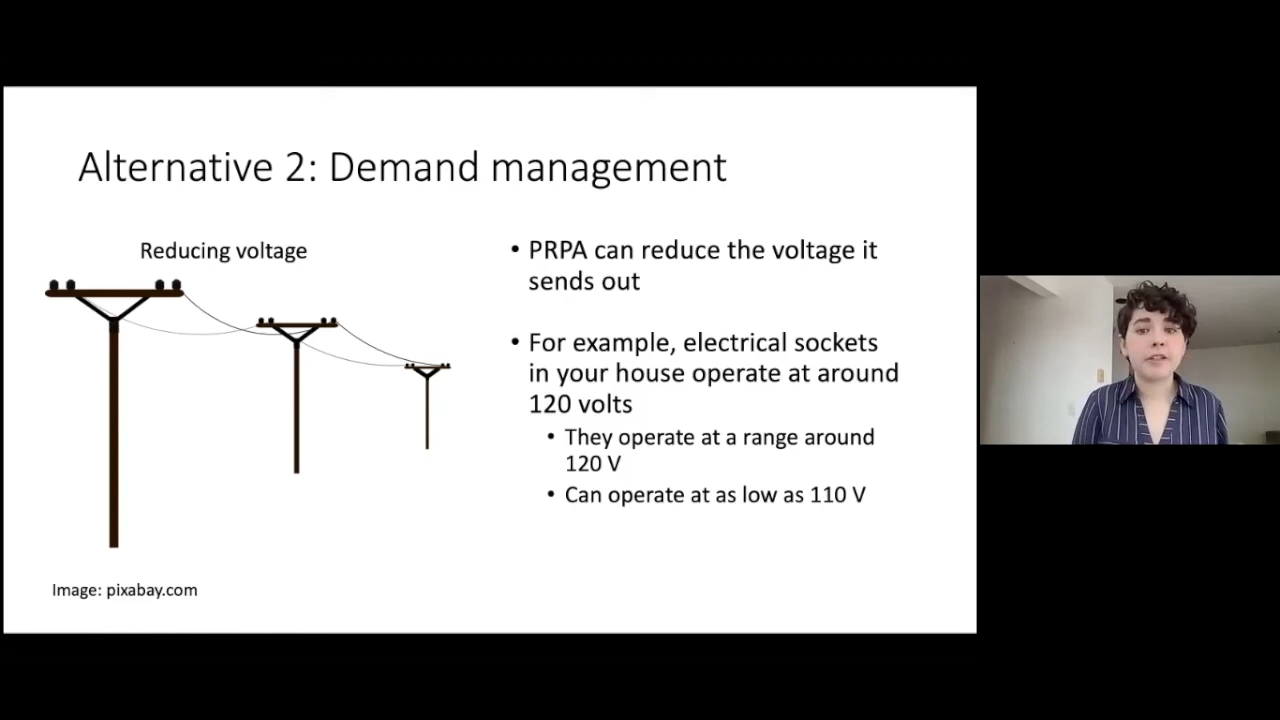 Alternative 2: Demand management
Reducing voltage
• PRPA can reduce the voltage it
sends out
• For example, electrical sockets
in your house operate at around
120 volts
• They operate at a range around
120 V
• Can operate at as low as 110 V
Image: pixabay.com